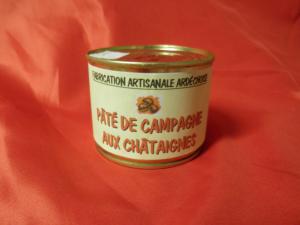 FABRICATION ARTISANALE ARDÉCHOISE
PÂTÉ DE CAMPAGNE
AUX CHÂTAIGNES